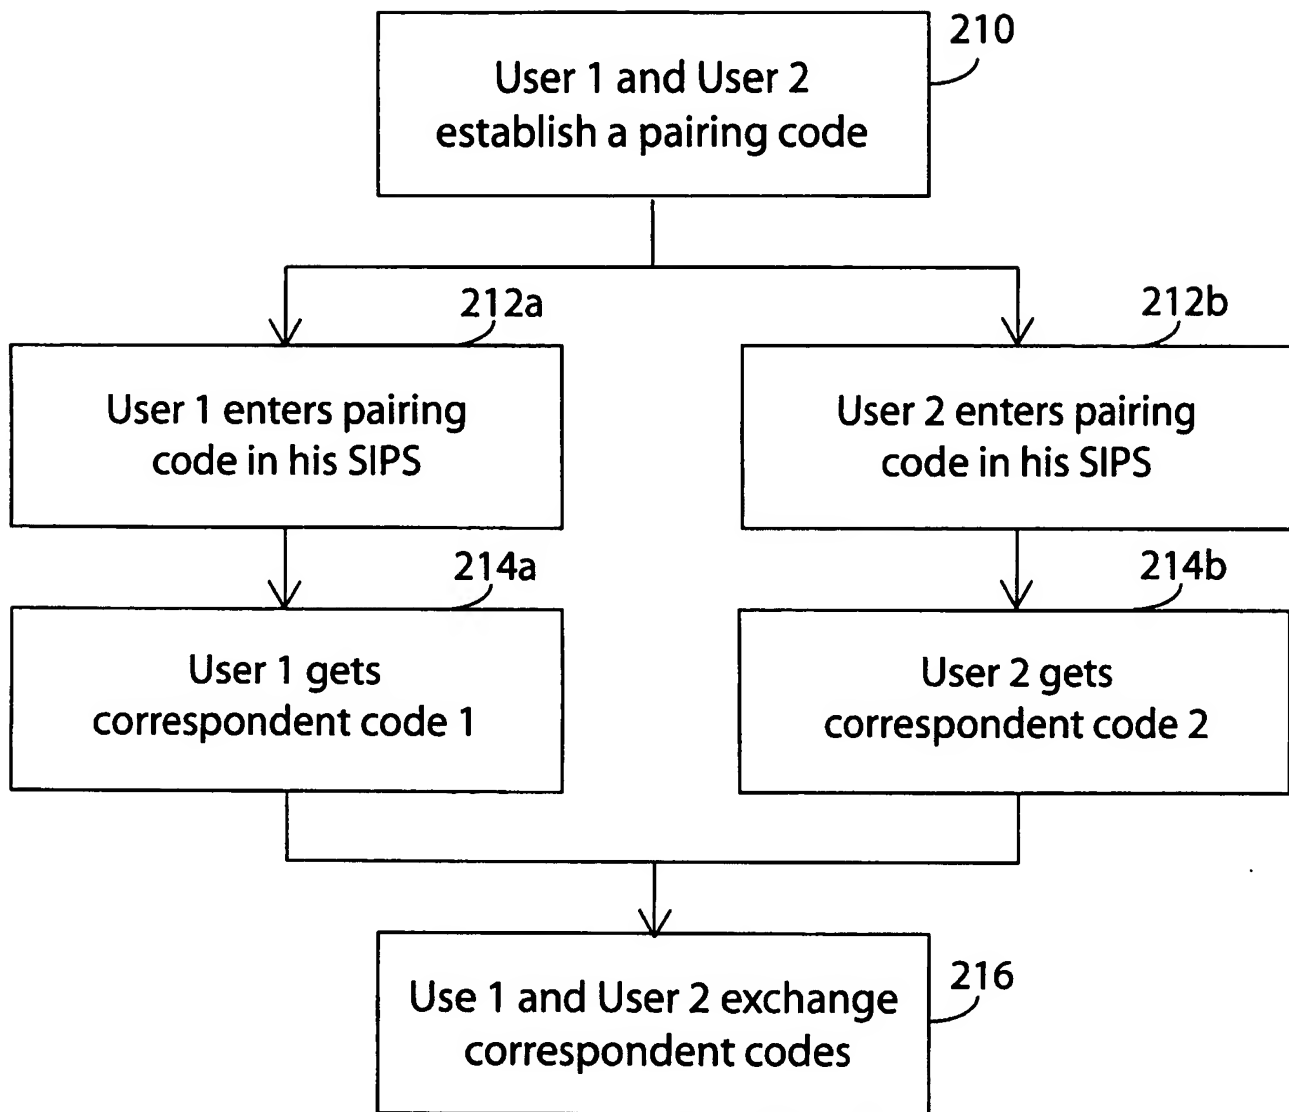 210
User 1 and User 2
establish a pairing code
212a
212b
User 1 enters pairing
code in his SIPS
User 2 enters pairing
code in his SIPS
214a
214b
User 1 gets
correspondent code 1
User 2 gets
correspondent code 2
216
Use 1 and User 2 exchange
correspondent codes